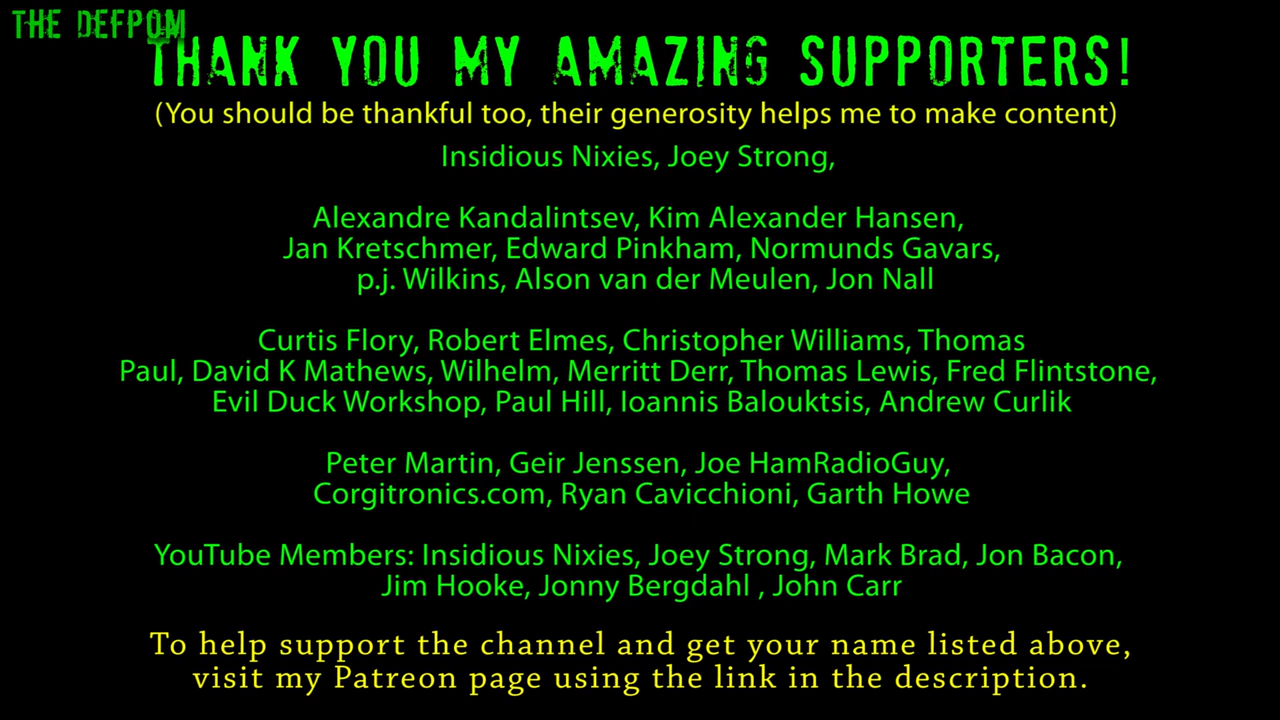 THE DEFPOM
THANK YOU MY AMAZING SUPPORTERS!
(You should be thankful too, their generosity helps me to make content)
Insidious Nixies, Joey Strong,
Alexandre Kandalintsev, Kim Alexander Hansen,
Jan Kretschmer, Edward Pinkham, Normunds Gavars,
p.j. Wilkins, Alson van der Meulen, Jon Nall
Curtis Flory, Robert Elmes, Christopher Williams, Thomas
Paul, David K Mathews, Wilhelm, Merritt Derr, Thomas Lewis, Fred Flintstone,
Evil Duck Workshop, Paul Hill, Ioannis Balouktsis, Andrew Curlik
Peter Martin, Geir Jenssen, Joe HamRadioGuy,
Corgitronics.com, Ryan Cavicchioni, Garth Howe
YouTube Members: Insidious Nixies, Joey Strong, Mark Brad, Jon Bacon,
Jim Hooke, Jonny Bergdahl , John Carr
To help support the channel and get your name listed above,
visit my Patreon page using the link in the description.